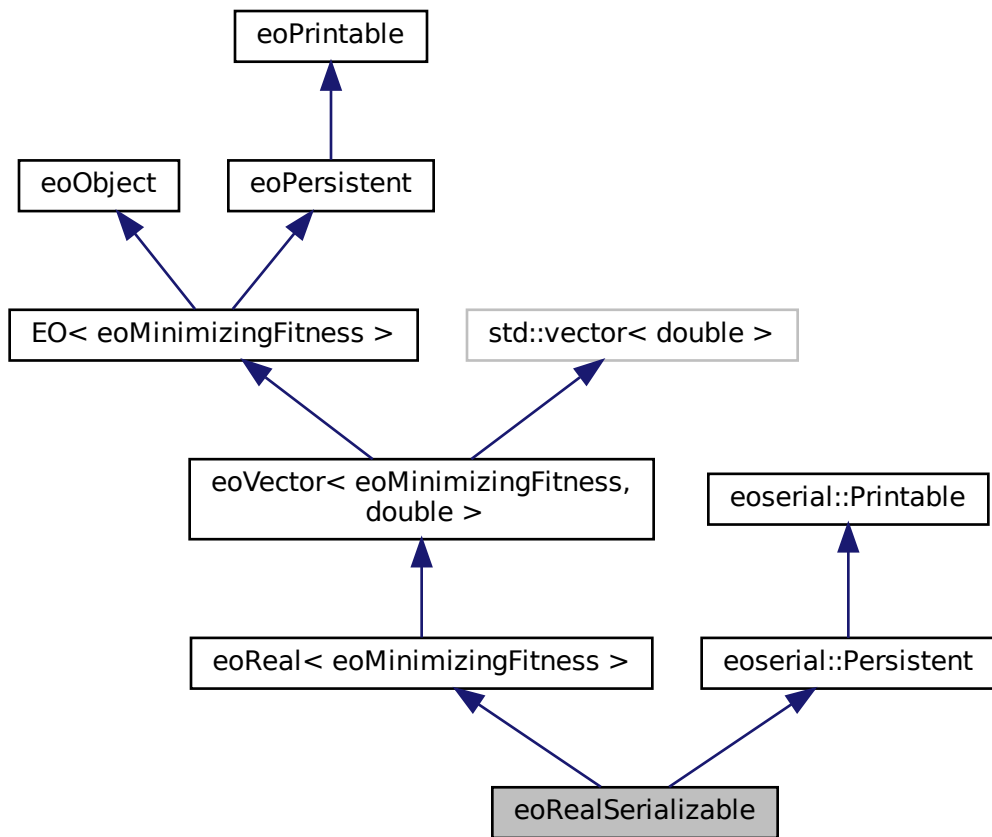 eoPrintable
eoObject
eoPersistent
EO< eoMinimizingFitness >
std::vector< double >
eoVector< eoMinimizingFitness,
double >
eoserial::Printable
eoReal< eoMinimizingFitness >
eoserial::Persistent
eoRealSerializable